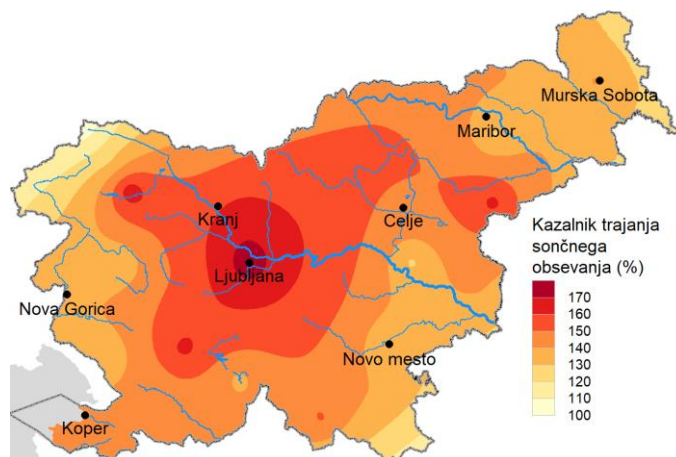 Murska Sobota
Maribor
Kranj
Celje
Ljubljana
Nova Gorica
Novo mesto
Koper
Kazalnik trajanja
sončnega
obsevanja (%)
170
160
150
140
130
120
110
100